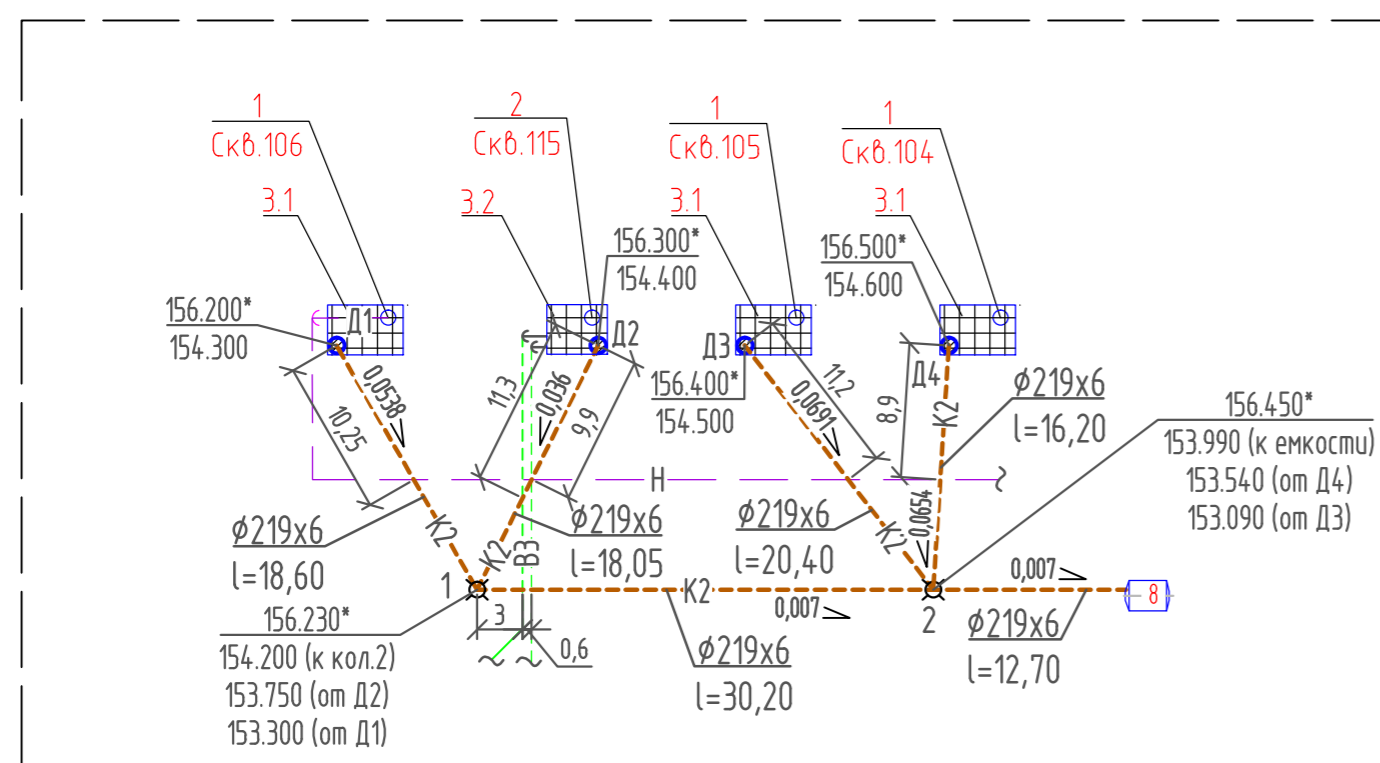 1
Скв.106
2
Скв.115
1
Скв.105
1
Скв.104
3.1
3.2
3.1
3.1
156.200*
154.300
156.300*
154.400
156.500*
154.600
Д1
Д2
Д3
156.400*
154.500
Д4
0,0538
10,25
11,3
0,036
9,9
0,0691
11,2
8,9
К2
ϕ219х6
l=16,20
156.450*
153.990 (к емкости)
153.540 (от Д4)
153.090 (от Д3)
Н
ϕ219х6
l=18,60
К2
К2
В3
ϕ219х6
l=18,05
ϕ219х6
l=20,40
К2
0,0654
1
К2
0,007
2
0,007
8
156.230*
154.200 (к кол.2)
153.750 (от Д2)
153.300 (от Д1)
3
0,6
ϕ219х6
l=30,20
ϕ219х6
l=12,70